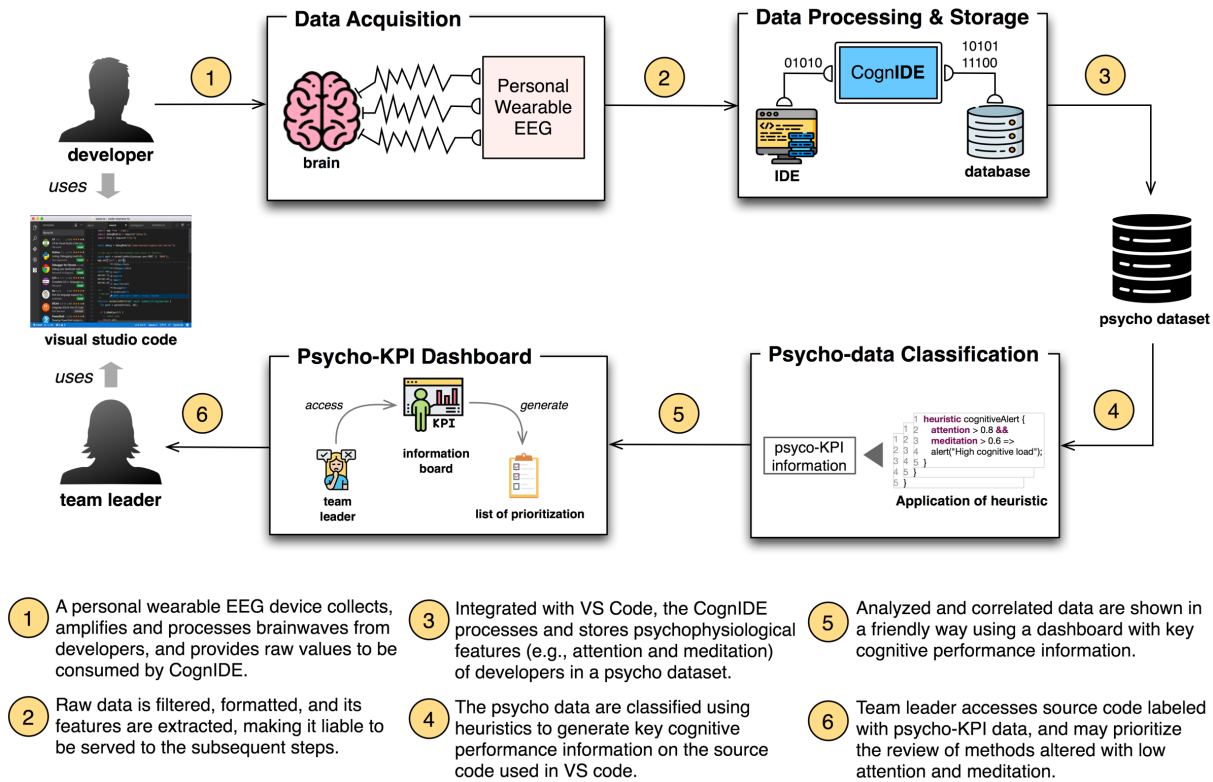 Data Acquisition
Data Processing & Storage
developer
1
brain
Personal
Wearable
EEG
2
01010
CognIDE
10101
11100
IDE
database
3
uses
visual studio code
psycho dataset
uses
team leader
6
Psycho-KPI Dashboard
access
generate
KPI
information
board
team
leader
list of prioritization
5
Psycho-data Classification
psyco-KPI
information
1 heuristic cognitiveAlert {
2 attention > 0.8 &&
3 meditation > 0.6 =>
4 alert("High cognitive load");
5 }
Application of heuristic
4
1 A personal wearable EEG device collects,
amplifies and processes brainwaves from
developers, and provides raw values to be
consumed by CognIDE.
2 Raw data is filtered, formatted, and its
features are extracted, making it liable to
be served to the subsequent steps.
3 Integrated with VS Code, the CognIDE
processes and stores psychophysiological
features (e.g., attention and meditation)
of developers in a psycho dataset.
4 The psycho data are classified using
heuristics to generate key cognitive
performance information on the source
code used in VS code.
5 Analyzed and correlated data are shown in
a friendly way using a dashboard with key
cognitive performance information.
6 Team leader accesses source code labeled
with psycho-KPI data, and may prioritize
the review of methods altered with low
attention and meditation.